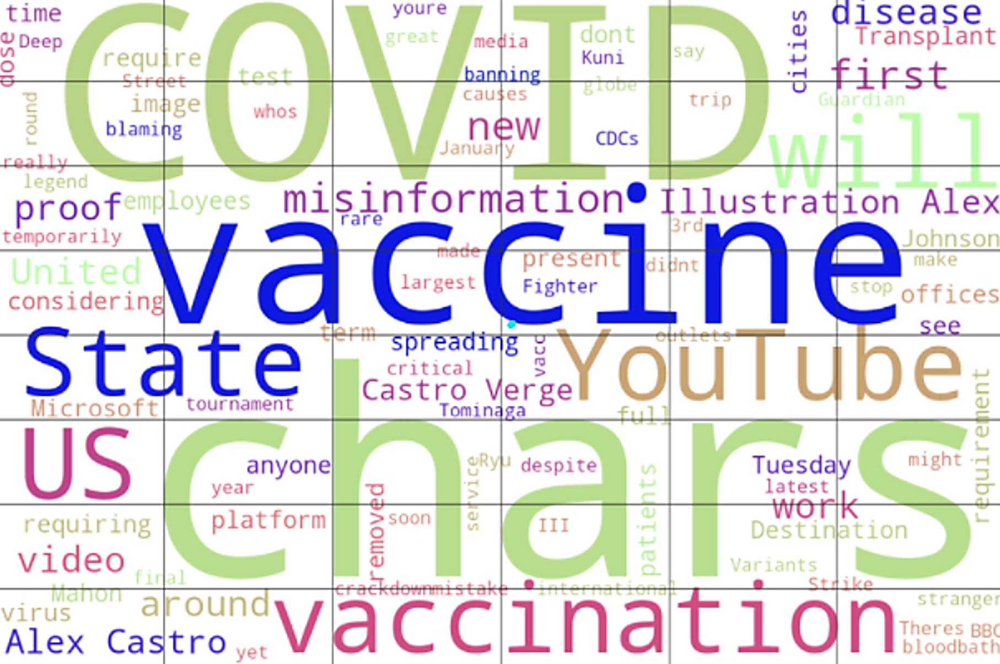 time
youre
disease
Deep
great
media
dont
say
cities
Transplant
dose
COVID
require
Kuni
Street
test
banning
globe
first
image
whos
causes
trip
Guardian
round
blaming
new
CDCs
will
January
really
legend
proof
employees
misinformation
Illustration Alex
rare
3rd
temporarily
vaccine
Johnson
made
present
didnt
make
United
largest
Fighter
stop
offices
considering
see
State
term
spreading
vacc
YouTube
outlets
critical
Castro Verge
Microsoft
tournament
Tominaga
full
requirement
US
chars
anyone
service
Ryu
despite
patients
Tuesday
might
year
latest
work
requiring
platform
removed
soon
III
Destination
video
Variants
final
Mahon
crackdown
mistake
international
Strike
around
vaccination
stranger
virus
Theres
BBC
Alex Castro
yet
bloodbath